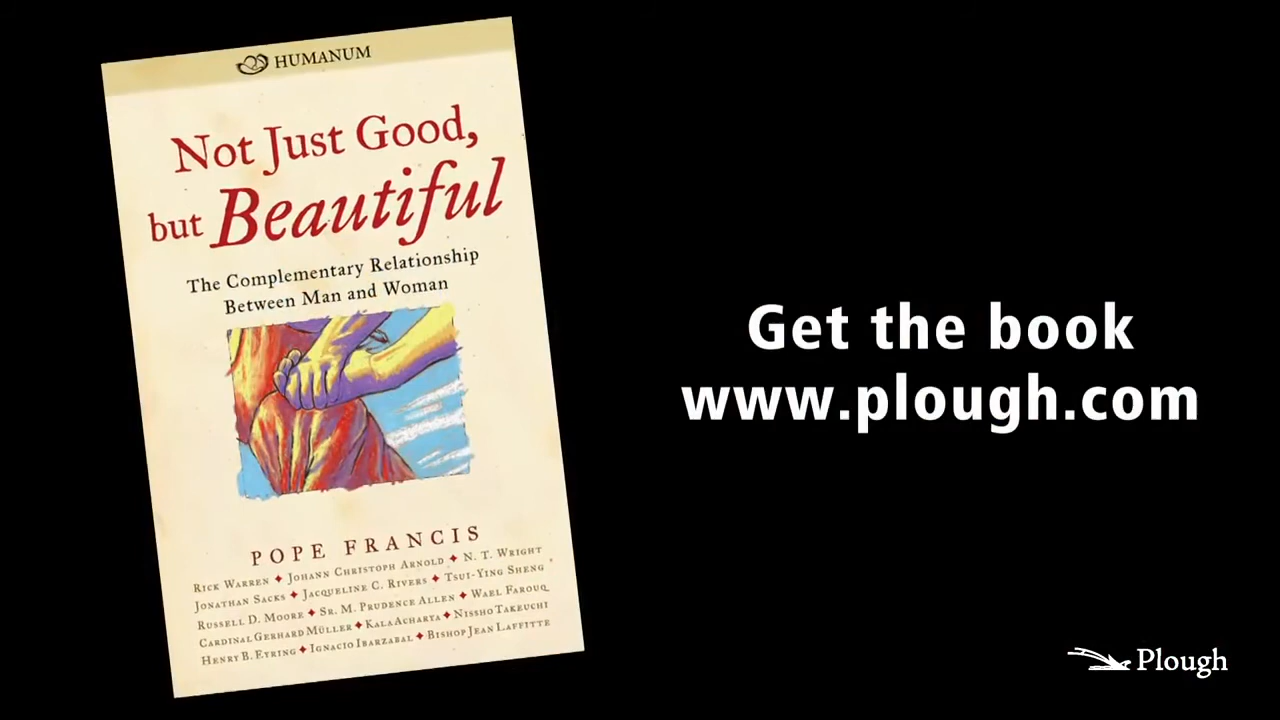 HUMANUM
Not Just Good,
but Beautiful
The Complementary Relationship
Between Man and Woman
POPE FRANCIS
RICK WARREN ✦ JOHANN CHRISTOPH ARNOLD ✦ N. T. WRIGHT
JONATHAN SACKS ✦ JACQUELINE C. RIVERS ✦ TSUI-YING SHENG
RUSSELL D. MOORE ✦ SR. M. PRUDENCE ALLEN ✦ WAEL FAROUQ
CARDINAL GERHARD MÜLLER ✦ KALA ACHARYA ✦ NISSHO TAKEUCHI
HENRY B. EYRING ✦ IGNACIO IBARZABAL ✦ BISHOP JEAN LAFFITTE
Get the book
www.plough.com
Plough